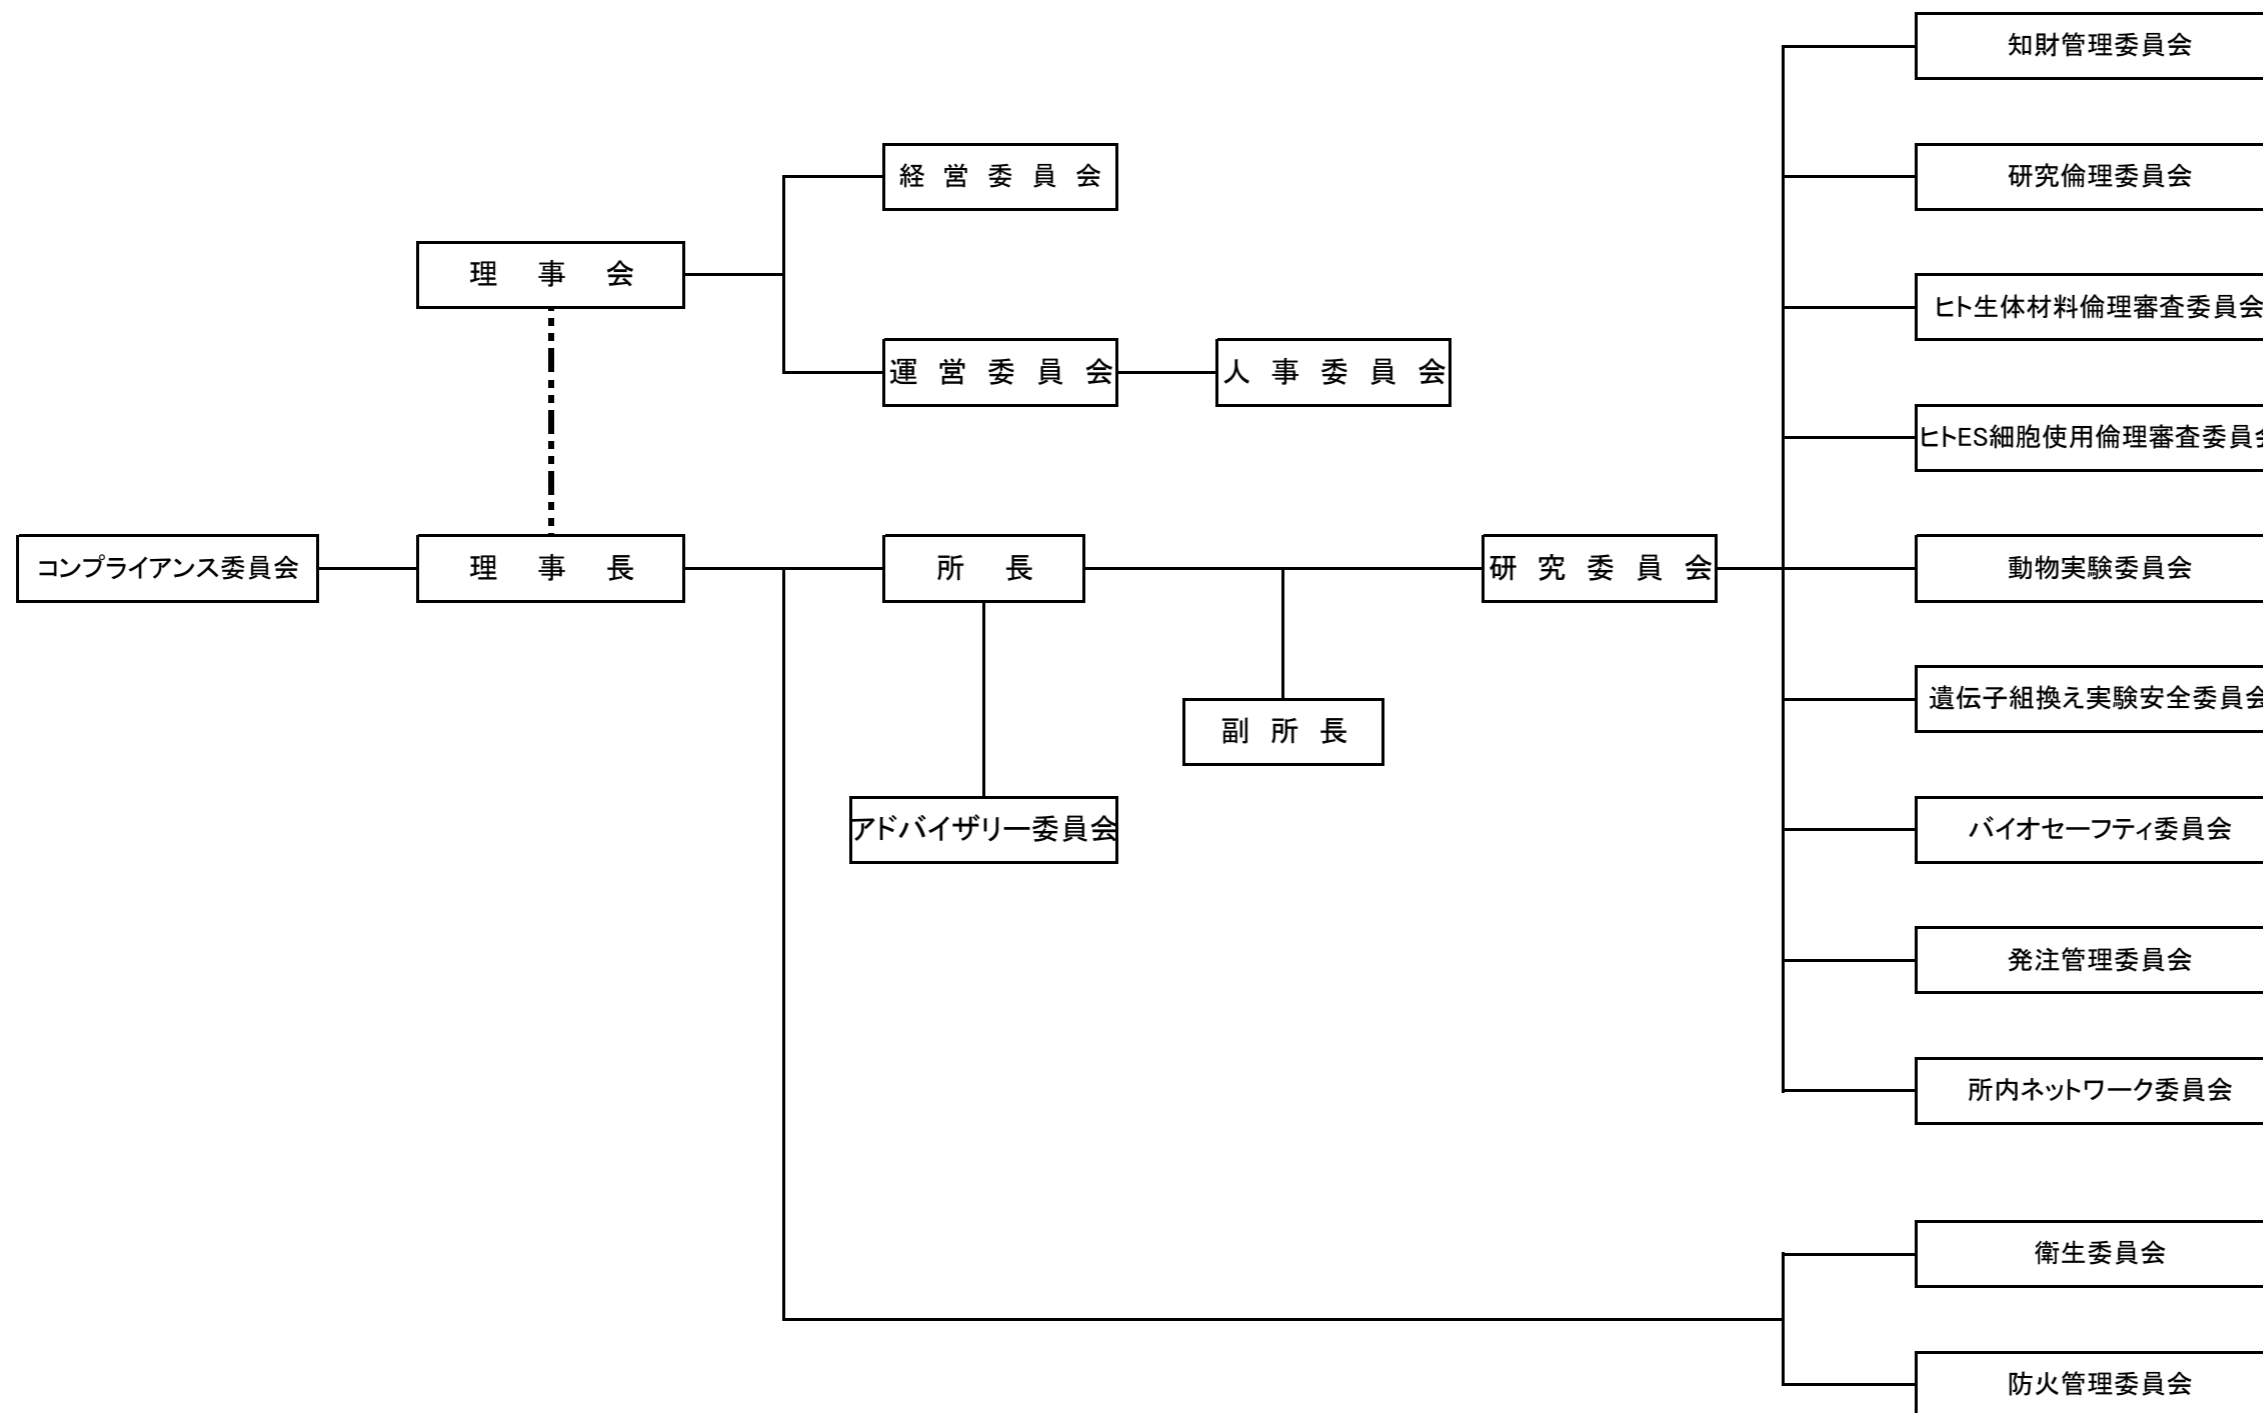 知財管理委員会
経営委員会
研究倫理委員会
理事会
ヒト生体材料倫理審査委員会
運営委員会
人事委員会
ヒトES細胞使用倫理審査委員会
コンプライアンス委員会
理事長
所長
研究委員会
動物実験委員会
遺伝子組換え実験安全委員会
副所長
アドバイザリー委員会
バイオセーフティ委員会
発注管理委員会
所内ネットワーク委員会
衛生委員会
防火管理委員会